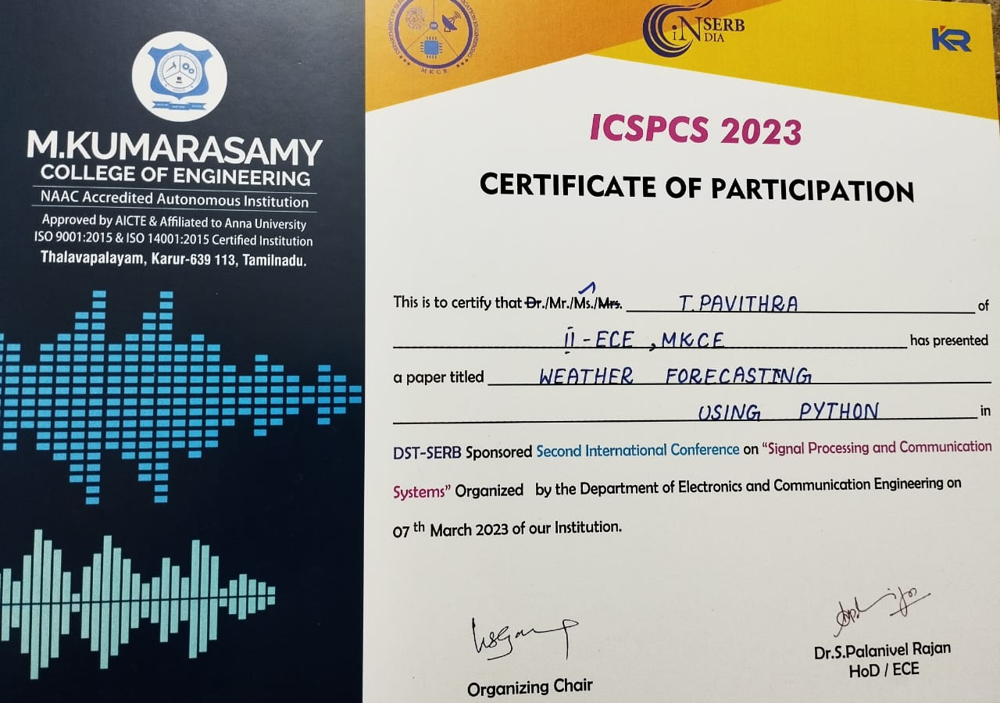 M.KUMARASAMY
COLLEGE OF ENGINEERING
NAAC Accredited Autonomous Institution
Approved by AICTE & Affiliated to Anna University
ISO 9001:2015 & ISO 14001:2015 Certified Institution
Thalavapalayam, Karur-639 113, Tamilnadu.
MKCE
iN SERB
DIA
KR
ICSPCS 2023
CERTIFICATE OF PARTICIPATION
This is to certify that Dr./Mr./Ms./Mrs. T. PAVITHRA of
II - ECE , MKCE has presented
a paper titled WEATHER FORECASTING
USING PYTHON in
DST-SERB Sponsored Second International Conference on "Signal Processing and Communication
Systems" Organized by the Department of Electronics and Communication Engineering on
07th March 2023 of our Institution.
Organizing Chair
Dr.S.Palanivel Rajan
HoD / ECE